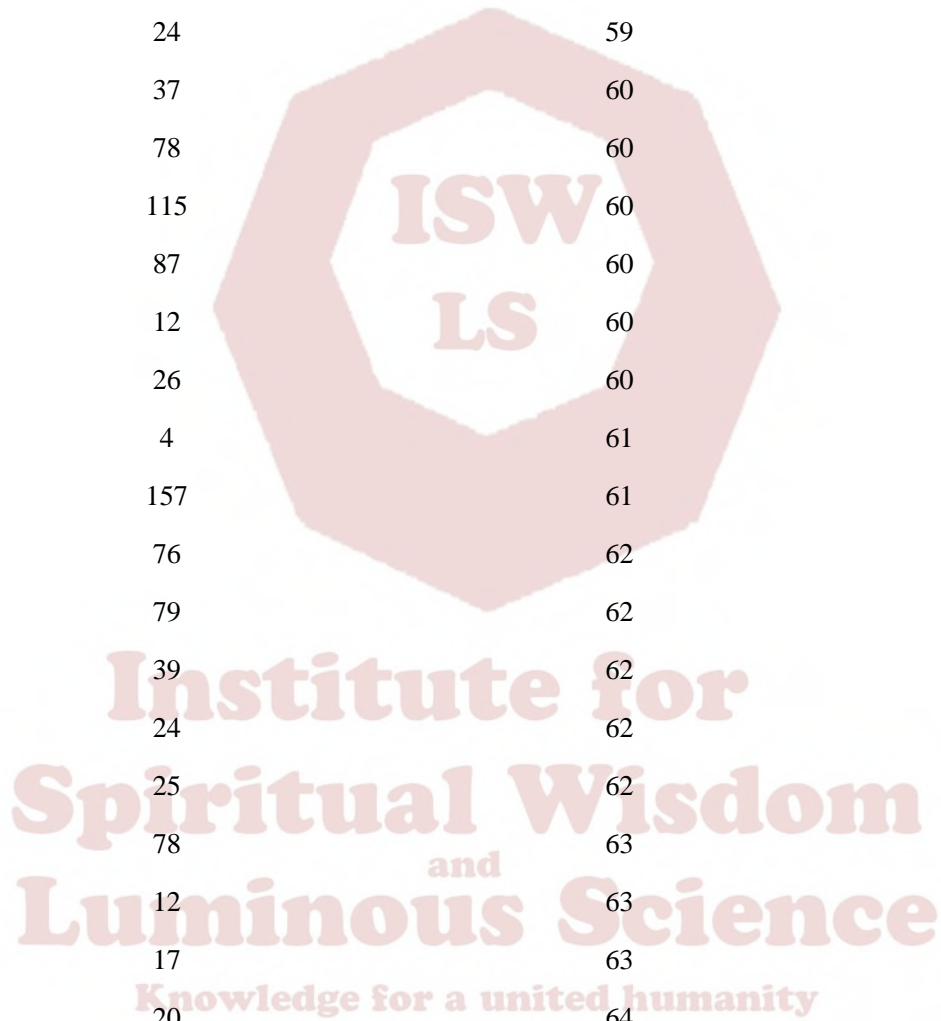 24 59
37 60
78 60
115 60
ISW
87 60
LS
12 60
26 60
4 61
157 61
76 62
79 62
39 62
Institute for
24 62
25 62
Spiritual Wisdom
78 63
and
12 63
Luminous Science
17 63
Knowledge for a united humanity
20 64